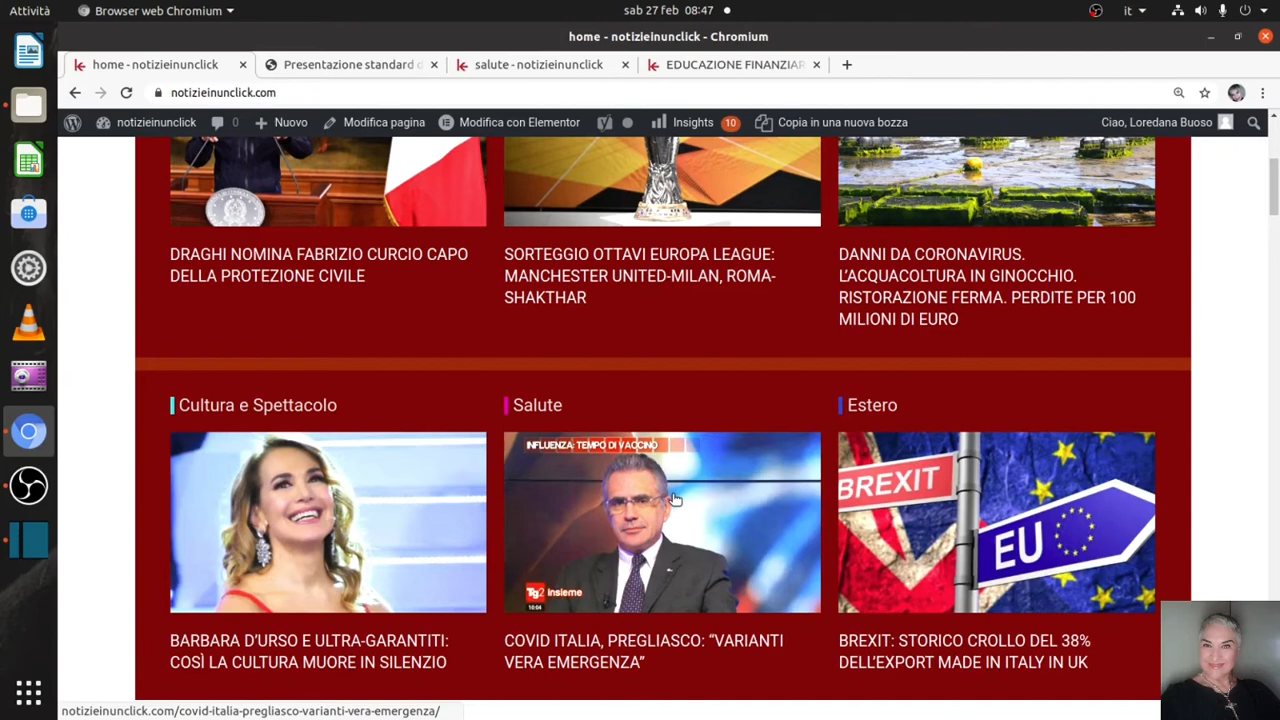 Attività
Browser web Chromium
sab 27 feb 08:47
it
home - notizieinunclick - Chromium
home - notizieinunclick
Presentazione standard d
salute - notizieinunclick
EDUCAZIONE FINANZIAR
notizieinunclick.com
notizieinunclick
0
Nuovo
Modifica pagina
Modifica con Elementor
Insights 10
Copia in una nuova bozza
Ciao, Loredana Buoso
DRAGHI NOMINA FABRIZIO CURCIO CAPO
DELLA PROTEZIONE CIVILE
SORTEGGIO OTTAVI EUROPA LEAGUE:
MANCHESTER UNITED-MILAN, ROMA-
SHAKTHAR
DANNI DA CORONAVIRUS.
L’ACQUACOLTURA IN GINOCCHIO.
RISTORAZIONE FERMA. PERDITE PER 100
MILIONI DI EURO
Cultura e Spettacolo
Salute
Estero
INFLUENZA: TEMPO DI VACCINO
Tg2 insieme
10:04
BREXIT
EU
BARBARA D’URSO E ULTRA-GARANTITI:
COSÌ LA CULTURA MUORE IN SILENZIO
COVID ITALIA, PREGLIASCO: “VARIANTI
VERA EMERGENZA”
BREXIT: STORICO CROLLO DEL 38%
DELL’EXPORT MADE IN ITALY IN UK
notizieinunclick.com/covid-italia-pregliasco-varianti-vera-emergenza/